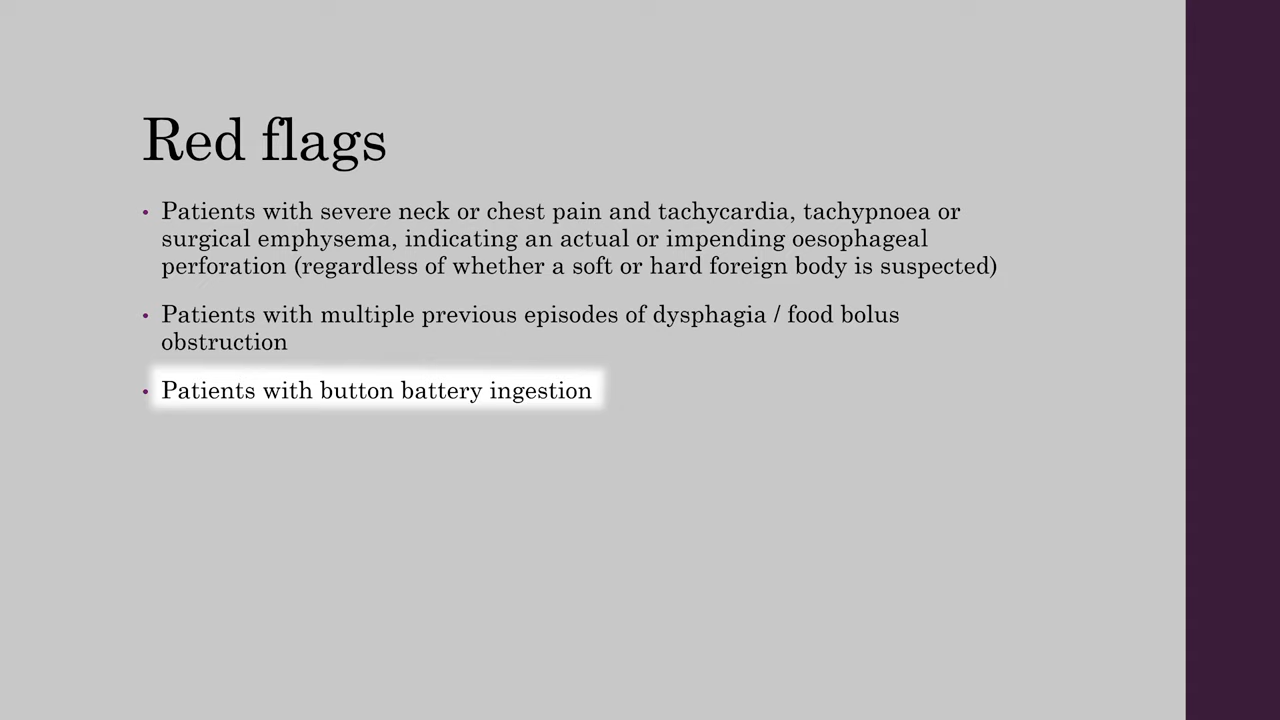 Red flags
• Patients with severe neck or chest pain and tachycardia, tachypnoea or
surgical emphysema, indicating an actual or impending oesophageal
perforation (regardless of whether a soft or hard foreign body is suspected)
• Patients with multiple previous episodes of dysphagia / food bolus
obstruction
• Patients with button battery ingestion